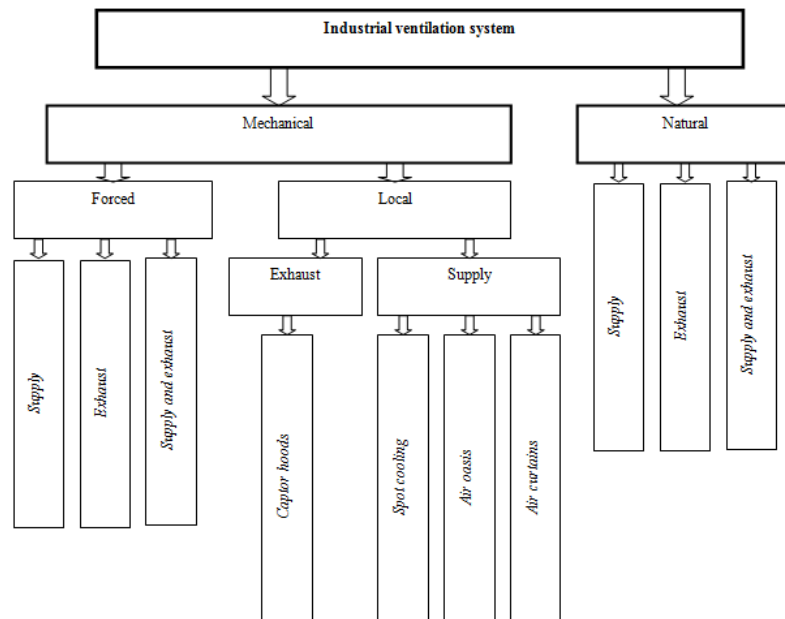 Industrial ventilation system
Mechanical
Natural
Forced
Local
Exhaust
Supply
Supply
Exhaust
Supply and exhaust
Captor hoods
Spot cooling
Air oasis
Air curtains
Supply
Exhaust
Supply and exhaust